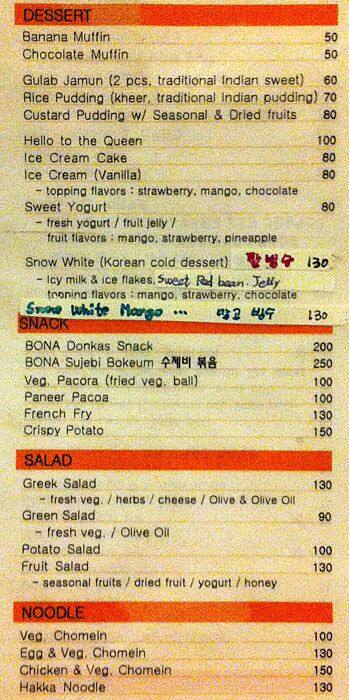 DESSERT
Banana Muffin 50
Chocolate Muffin 50
Gulab Jamun (2 pcs, traditional Indian sweet) 60
Rice Pudding (kheer, traditional Indian pudding) 70
Custard Pudding w/ Seasonal & Dried fruits 80
Hello to the Queen 100
Ice Cream Cake 80
Ice Cream (Vanilla) 80
- topping flavors : strawberry, mango, chocolate
Sweet Yogurt 80
- fresh yogurt / fruit jelly /
fruit flavors : mango, strawberry, pineapple
Snow White (Korean cold dessert) 팥빙수 130
- Icy milk & ice flakes, Sweet Red bean. Jelly
topping flavors : mango, strawberry, chocolate
Snow White Mango ... 망고 빙수 130
SNACK
BONA Donkas Snack 200
BONA Sujebi Bokeum 수제비 볶음 250
Veg. Pacora (fried veg. ball) 100
Paneer Pacoa 100
French Fry 130
Crispy Potato 150
SALAD
Greek Salad 130
- fresh veg. / herbs / cheese / Olive & Olive Oil
Green Salad 90
- fresh veg. / Olive Oil
Potato Salad 100
Fruit Salad 130
- seasonal fruits / dried fruit / yogurt / honey
NOODLE
Veg. Chomein 100
Egg & Veg. Chomein 130
Chicken & Veg. Chomein 150
Hakka Noodle 130